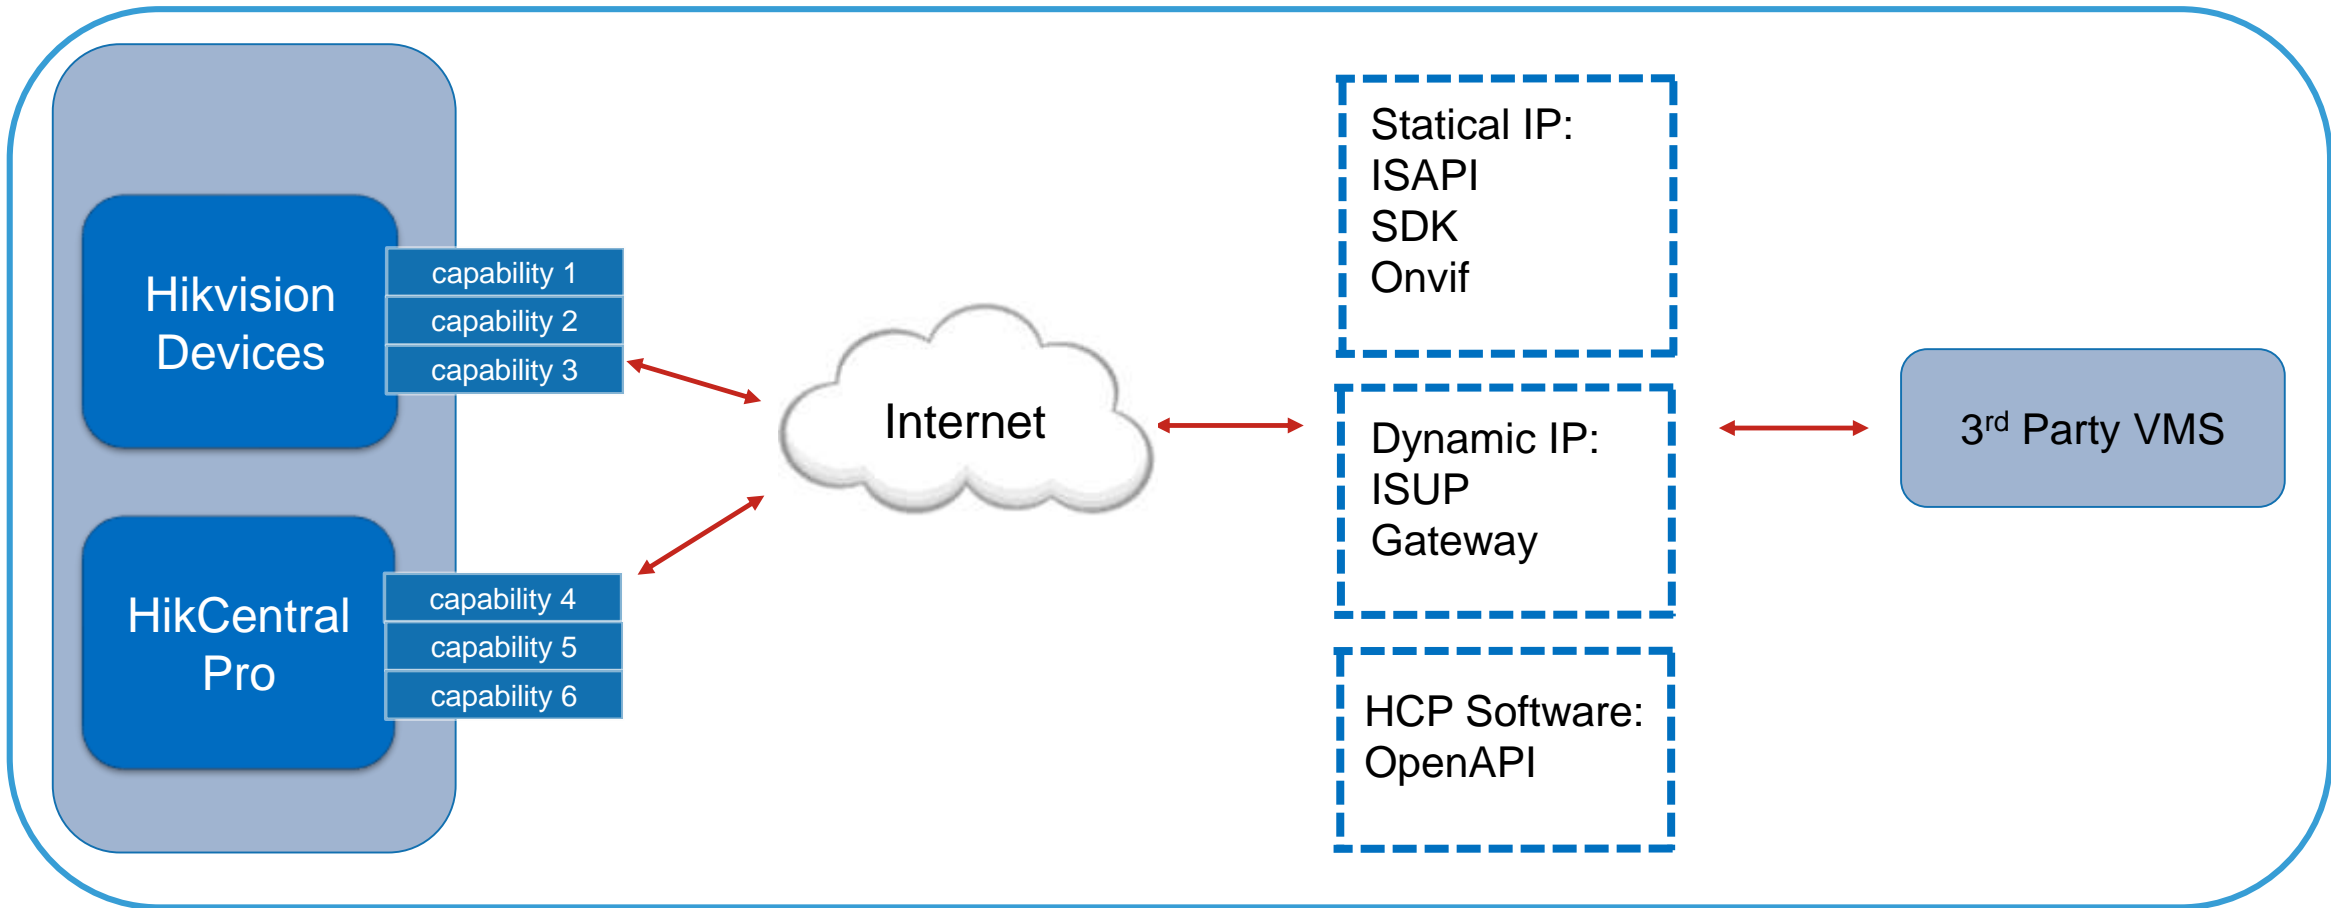 Hikvision
Devices
capability 1
capability 2
capability 3
HikCentral
Pro
capability 4
capability 5
capability 6
Internet
Statical IP:
ISAPI
SDK
Onvif
Dynamic IP:
ISUP
Gateway
HCP Software:
OpenAPI
3rd Party VMS